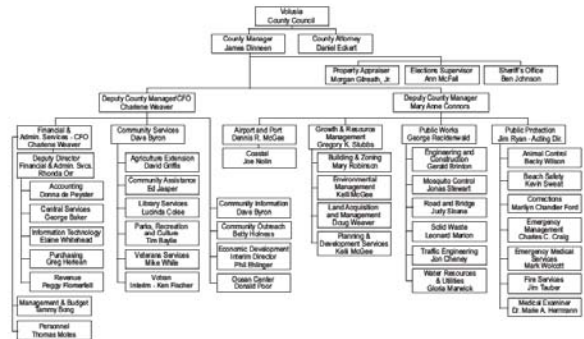 Volusia
County Council
County Manager
James Dinneen
County Attorney
Daniel Eckert
Property Appraiser
Morgan Gilreath, Jr.
Elections Supervisor
Ann McFall
Sheriff's Office
Ben Johnson
Deputy County Manager/CFO
Charlene Weaver
Deputy County Manager
Mary Anne Connors
Financial &
Admin. Services - CFO
Charlene Weaver
Deputy Director
Financial & Admin. Svcs.
Rhonda Orr
Accounting
Donna de Peyster
Central Services
George Baker
Information Technology
Elaine Whitehead
Purchasing
Greg
Revenue
Peggy
Management & Budget
Tammy Bong
Personnel
Thomas Motes
Community Services
Dave Byron
Agriculture Extension
David Griffis
Community Assistance
Ed Jasper
Library Services
Lucinda Colee
Parks, Recreation
and Culture
Tim Baylie
Veterans Services
Mike White
Votran
Interim - Ken Fischer
Community Information
Dave Byron
Community Outreach
Betty Holness
Economic Development
Interim Director
Phil Ehlinger
Ocean Center
Donald Poor
Airport and Port
Dennis R. McGee
Coastal
Joe Nolin
Growth & Resource
Management
Gregory K. Stubbs
Building & Zoning
Mary Robinson
Environmental
Management
Kelli McGee
Land Acquisition
and Management
Doug Weaver
Planning &
Development Services
Kelli McGee
Public Works
George Recktenwald
Engineering and
Construction
Gerald Brinton
Mosquito Control
Jonas Stewart
Road and Bridge
Judy Sloane
Solid Waste
Leonard Marion
Traffic Engineering
Jon Cheney
Water Resources
& Utilities
Gloria Marwick
Public Protection
Jim Ryan - Acting Dir.
Animal Control
Becky Wilson
Beach Safety
Kevin Sweat
Corrections
Marilyn Chandler Ford
Emergency
Management
Charles C. Craig
Emergency Medical
Services
Mark Wolcott
Fire Services
Jim Tauber
Medical Examiner
Dr. Marie A. Herrmann